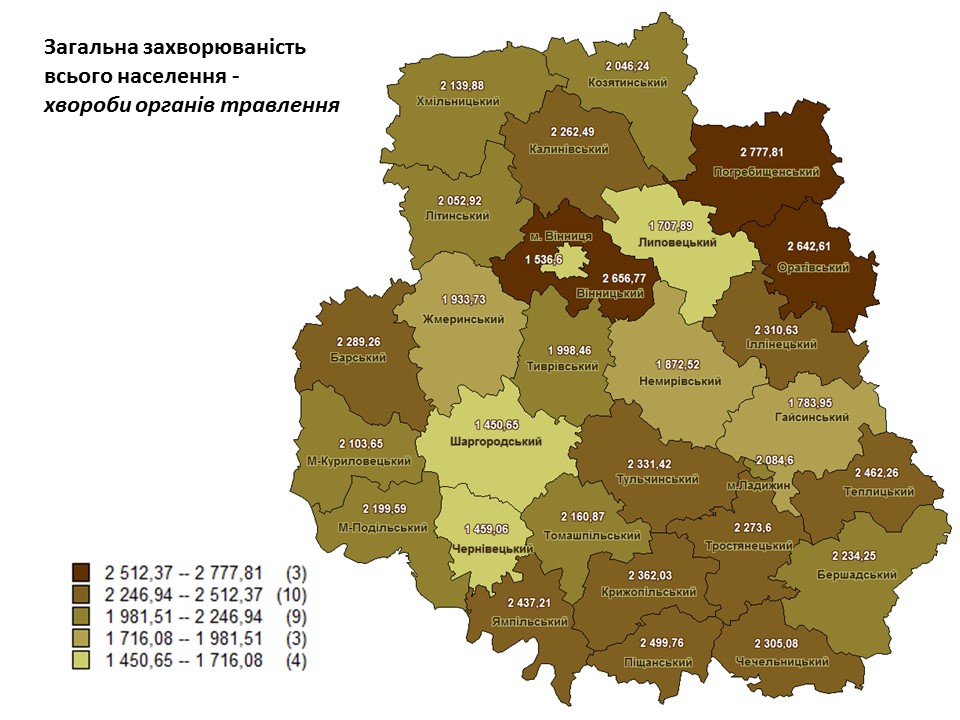 Загальна захворюваність
всього населення -
хвороби органів травлення
2 046,24
Козятинський
2 139,88
Хмільницький
2 262,49
Калинівський
2 777,81
Погребищенський
2 052,92
Літинський
1 707,89
Липовецький
м. Вінниця
1 536,6
2 642,61
Оратівський
2 656,77
Вінницький
1 933,73
Жмеринський
2 310,63
Іллінецький
2 289,26
Барський
1 998,46
Тиврівський
1 872,52
Немирівський
1 783,95
Гайсинський
1 450,65
Шаргородський
2 103,65
М-Куриловецький
2 084,6
м.Ладижин
2 331,42
Тульчинський
2 462,26
Теплицький
2 199,59
М-Подільський
1 459,06
Чернівецький
2 160,87
Томашпільський
2 273,6
Тростянецький
2 234,25
Бершадський
2 362,03
Крижопільський
2 437,21
Ямпільський
2 499,76
Піщанський
2 305,08
Чечельницький
2 512,37 -- 2 777,81 (3)
2 246,94 -- 2 512,37 (10)
1 981,51 -- 2 246,94 (9)
1 716,08 -- 1 981,51 (3)
1 450,65 -- 1 716,08 (4)